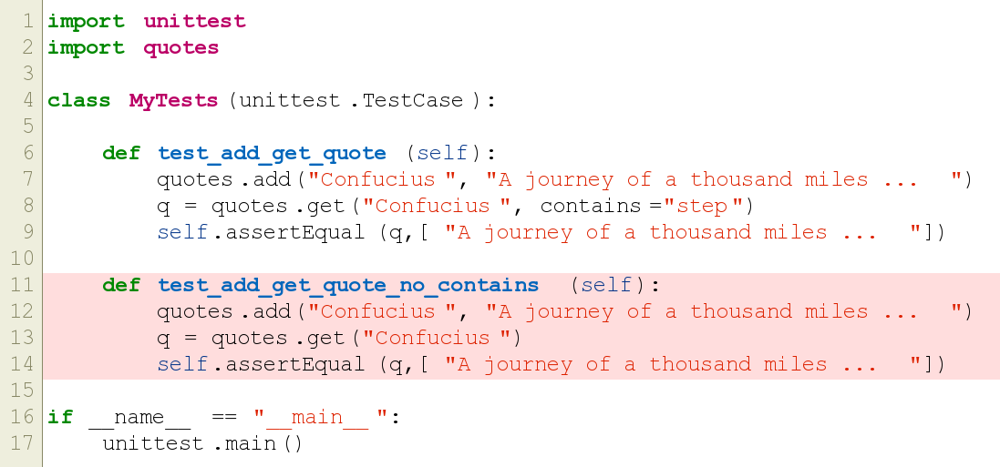 1 import unittest
2 import quotes
3
4 class MyTests(unittest.TestCase):
5
6     def test_add_get_quote(self):
7         quotes.add("Confucius", "A journey of a thousand miles ... ")
8         q = quotes.get("Confucius", contains="step")
9         self.assertEqual(q,[ "A journey of a thousand miles ... "])
10
11     def test_add_get_quote_no_contains(self):
12         quotes.add("Confucius", "A journey of a thousand miles ... ")
13         q = quotes.get("Confucius")
14         self.assertEqual(q,[ "A journey of a thousand miles ... "])
15
16 if __name__ == "__main__":
17     unittest.main()